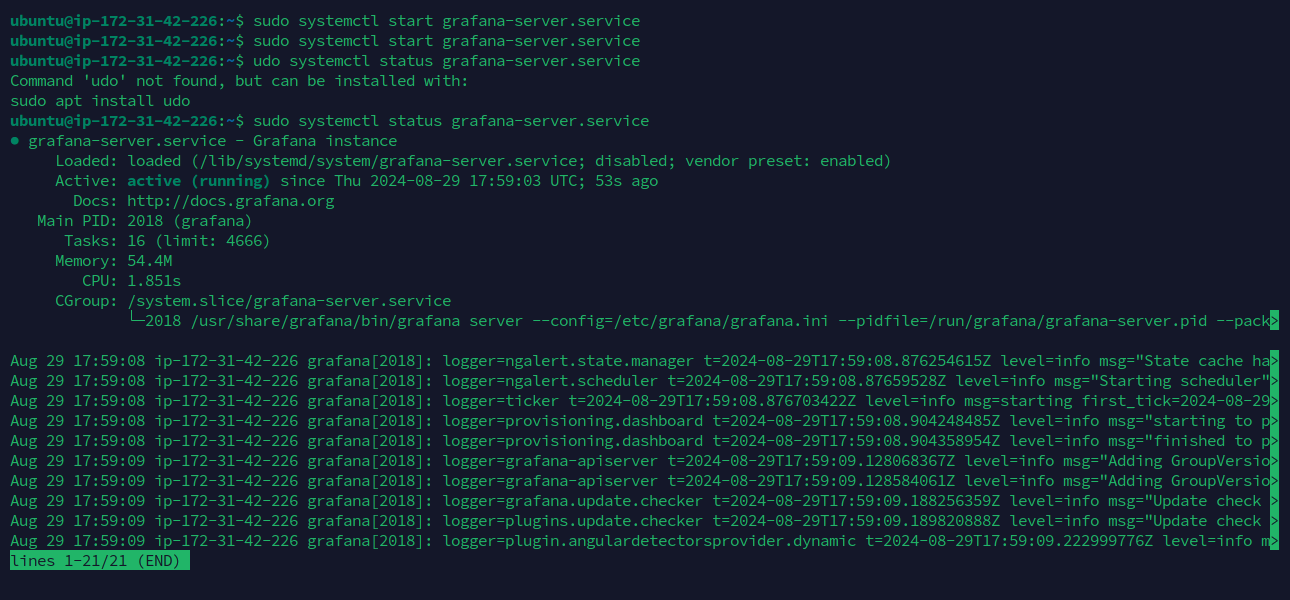 ubuntu@ip-172-31-42-226:~$ sudo systemctl start grafana-server.service
ubuntu@ip-172-31-42-226:~$ sudo systemctl start grafana-server.service
ubuntu@ip-172-31-42-226:~$ udo systemctl status grafana-server.service
Command 'udo' not found, but can be installed with:
sudo apt install udo
ubuntu@ip-172-31-42-226:~$ sudo systemctl status grafana-server.service
● grafana-server.service - Grafana instance
     Loaded: loaded (/lib/systemd/system/grafana-server.service; disabled; vendor preset: enabled)
     Active: active (running) since Thu 2024-08-29 17:59:03 UTC; 53s ago
       Docs: http://docs.grafana.org
   Main PID: 2018 (grafana)
      Tasks: 16 (limit: 4666)
     Memory: 54.4M
        CPU: 1.851s
     CGroup: /system.slice/grafana-server.service
             └─2018 /usr/share/grafana/bin/grafana server --config=/etc/grafana/grafana.ini --pidfile=/run/grafana/grafana-server.pid --pack>
Aug 29 17:59:08 ip-172-31-42-226 grafana[2018]: logger=ngalert.state.manager t=2024-08-29T17:59:08.876254615Z level=info msg="State cache ha>
Aug 29 17:59:08 ip-172-31-42-226 grafana[2018]: logger=ngalert.scheduler t=2024-08-29T17:59:08.87659528Z level=info msg="Starting scheduler">
Aug 29 17:59:08 ip-172-31-42-226 grafana[2018]: logger=ticker t=2024-08-29T17:59:08.876703422Z level=info msg=starting first_tick=2024-08-29>
Aug 29 17:59:08 ip-172-31-42-226 grafana[2018]: logger=provisioning.dashboard t=2024-08-29T17:59:08.904248485Z level=info msg="starting to p>
Aug 29 17:59:08 ip-172-31-42-226 grafana[2018]: logger=provisioning.dashboard t=2024-08-29T17:59:08.904358954Z level=info msg="finished to p>
Aug 29 17:59:09 ip-172-31-42-226 grafana[2018]: logger=grafana-apiserver t=2024-08-29T17:59:09.128068367Z level=info msg="Adding GroupVersio>
Aug 29 17:59:09 ip-172-31-42-226 grafana[2018]: logger=grafana-apiserver t=2024-08-29T17:59:09.128584061Z level=info msg="Adding GroupVersio>
Aug 29 17:59:09 ip-172-31-42-226 grafana[2018]: logger=grafana.update.checker t=2024-08-29T17:59:09.188256359Z level=info msg="Update check >
Aug 29 17:59:09 ip-172-31-42-226 grafana[2018]: logger=plugins.update.checker t=2024-08-29T17:59:09.189820888Z level=info msg="Update check >
Aug 29 17:59:09 ip-172-31-42-226 grafana[2018]: logger=plugin.angulardetectorsprovider.dynamic t=2024-08-29T17:59:09.222999776Z level=info m>
lines 1-21/21 (END)